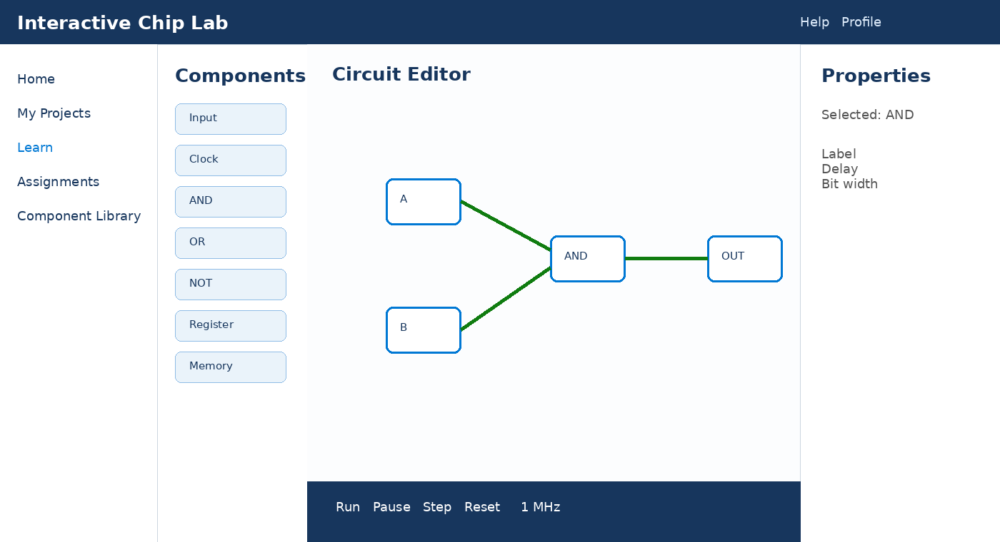 Interactive Chip Lab
Help Profile
Home
My Projects
Learn
Assignments
Component Library
Components
Input
Clock
AND
OR
NOT
Register
Memory
Circuit Editor
A
B
AND
OUT
Run Pause Step Reset 1 MHz
Properties
Selected: AND
Label
Delay
Bit width